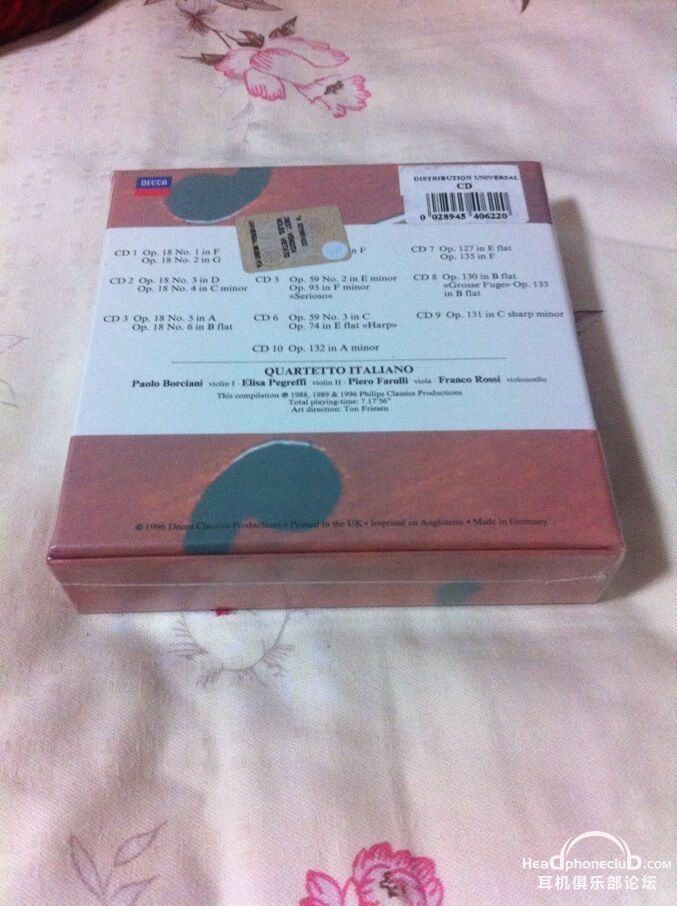 DECCA
DISTRIBUTION UNIVERSAL
CD
0 028945 406220
CD 1 Op. 18 No. 1 in F
Op. 18 No. 2 in G
CD 2 Op. 18 No. 3 in D
Op. 18 No. 4 in C minor
CD 3 Op. 18 No. 5 in A
Op. 18 No. 6 in B flat
in F
CD 5 Op. 59 No. 2 in E minor
Op. 95 in F minor
«Serioso»
CD 6 Op. 59 No. 3 in C
Op. 74 in E flat «Harp»
CD 7 Op. 127 in E flat
Op. 135 in F
CD 8 Op. 130 in B flat
«Grosse Fuge» Op. 133
in B flat
CD 9 Op. 131 in C sharp minor
CD 10 Op. 132 in A minor
QUARTETTO ITALIANO
Paolo Borciani violin I · Elisa Pegreffi violin II · Piero Farulli viola · Franco Rossi violoncello
This compilation ℗ 1988, 1989 & 1996 Philips Classics Productions
Total playing-time: 7.17'56"
Art direction: Ton Friesen
℗ 1996 Decca Classics Productions • Printed in the UK • Imprimé en Angleterre • Made in Germany
HeadphoneclUb.com
耳机俱乐部论坛